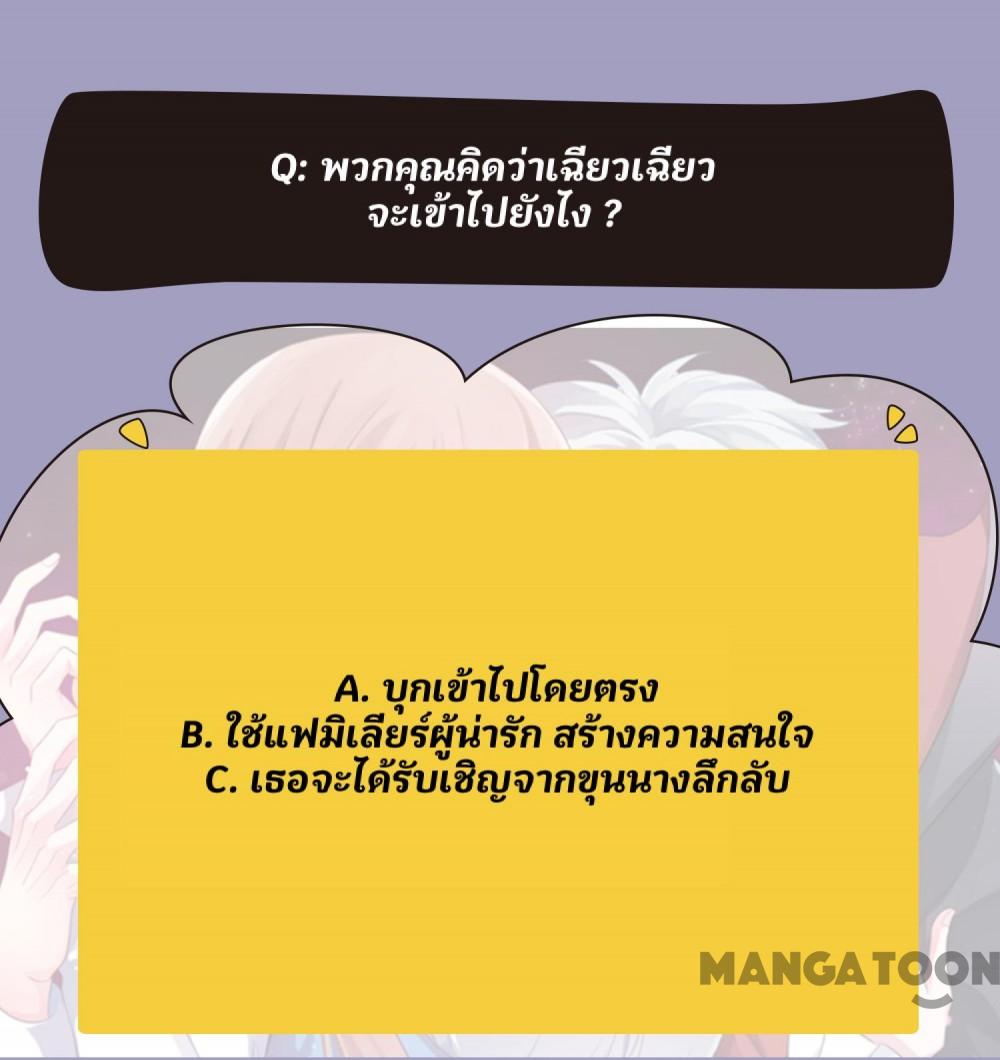 Q: พวกคุณคิดว่าเฉียวเฉียว
จะเข้าไปยังไง ?
A. บุกเข้าไปโดยตรง
B. ใช้แฟมิเลียร์ผู้น่ารัก สร้างความสนใจ
C. เธอจะได้รับเชิญจากขุนนางลึกลับ
MANGATOON